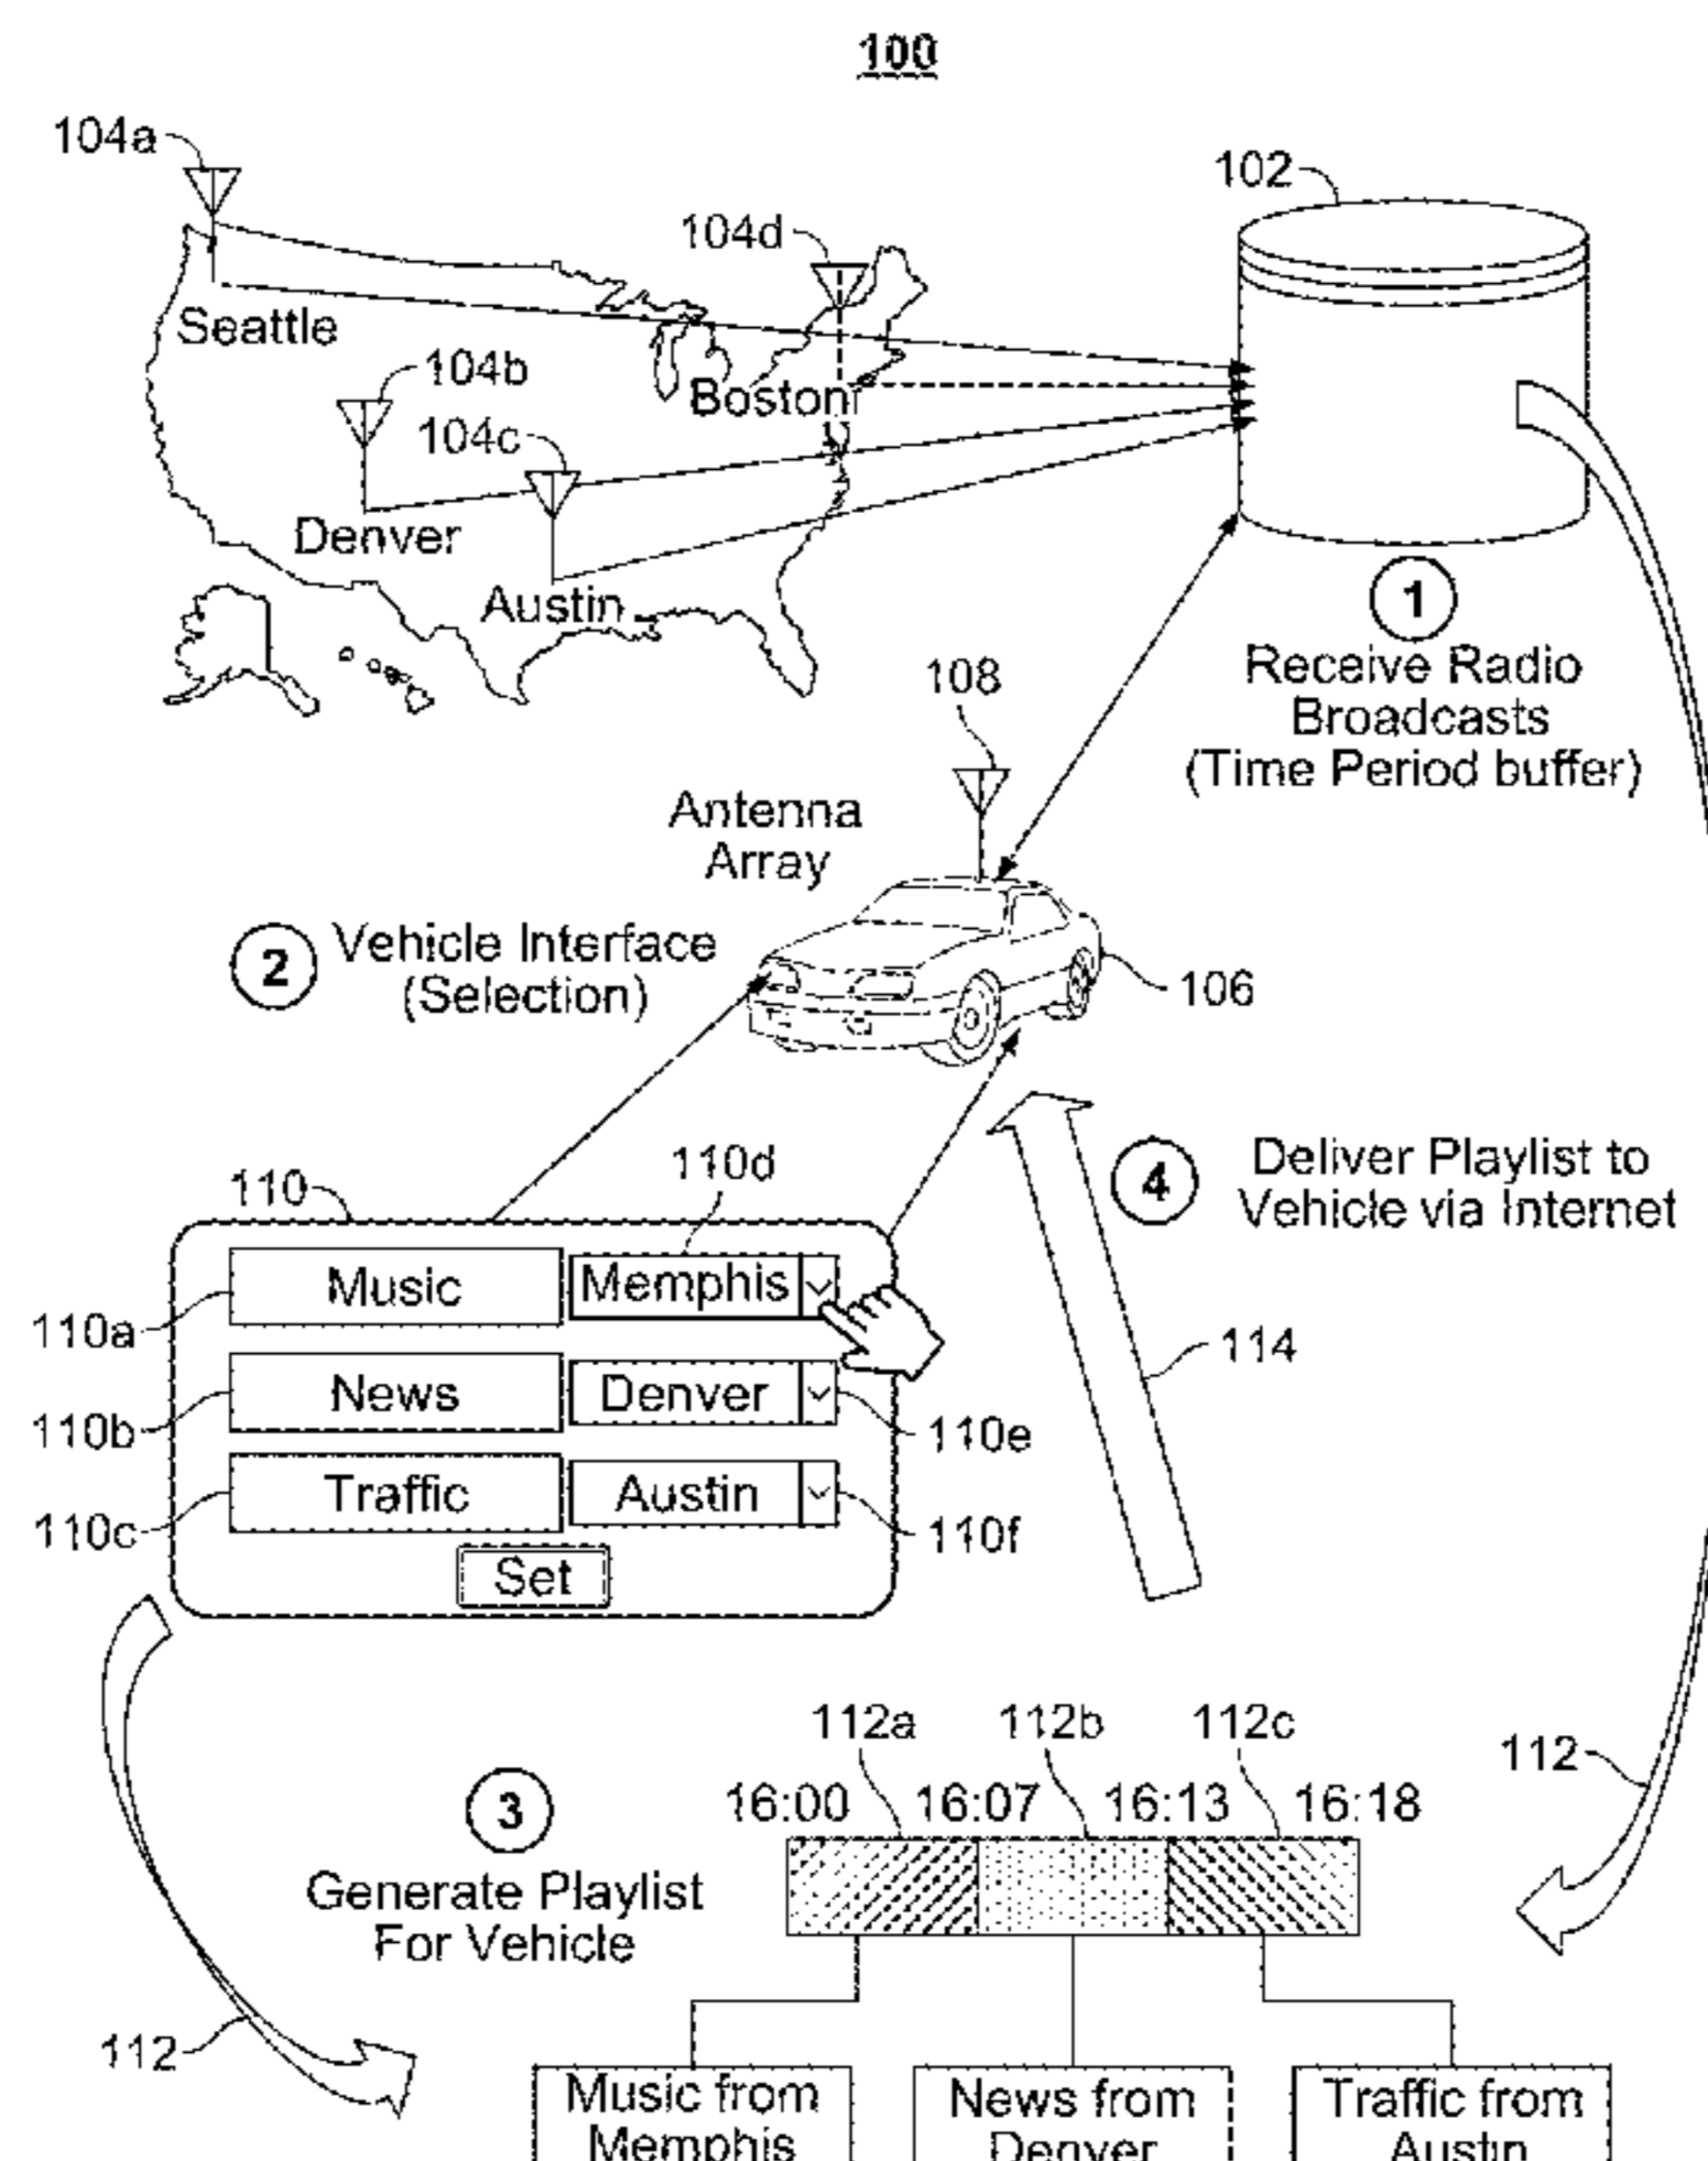 100
104a
102
104d
Seattle
104b
Boston
104c
Denver
Austin
1
Receive Radio
Broadcasts
(Time Period buffer)
108
Antenna
Array
2
Vehicle Interface
(Selection)
106
4
Deliver Playlist to
Vehicle via Internet
110
110d
Music
Memphis
110a
114
News
Denver
110b
110e
Traffic
Austin
110c
110f
Set
112a
112b
112c
112
16:00
16:07
16:13
16:18
3
Generate Playlist
For Vehicle
112
Music from
Memphis
News from
Denver
Traffic from
Austin